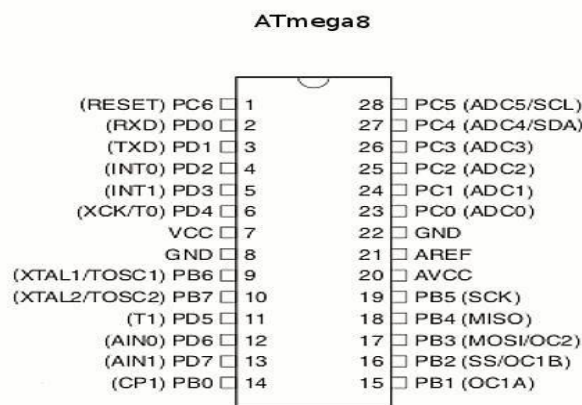 ATmega8
(RESET) PC6 1 28 PC5 (ADC5/SCL)
(RXD) PD0 2 27 PC4 (ADC4/SDA)
(TXD) PD1 3 26 PC3 (ADC3)
(INT0) PD2 4 25 PC2 (ADC2)
(INT1) PD3 5 24 PC1 (ADC1)
(XCK/T0) PD4 6 23 PC0 (ADC0)
VCC 7 22 GND
GND 8 21 AREF
(XTAL1/TOSC1) PB6 9 20 AVCC
(XTAL2/TOSC2) PB7 10 19 PB5 (SCK)
(T1) PD5 11 18 PB4 (MISO)
(AIN0) PD6 12 17 PB3 (MOSI/OC2)
(AIN1) PD7 13 16 PB2 (SS/OC1B)
(CP1) PB0 14 15 PB1 (OC1A)